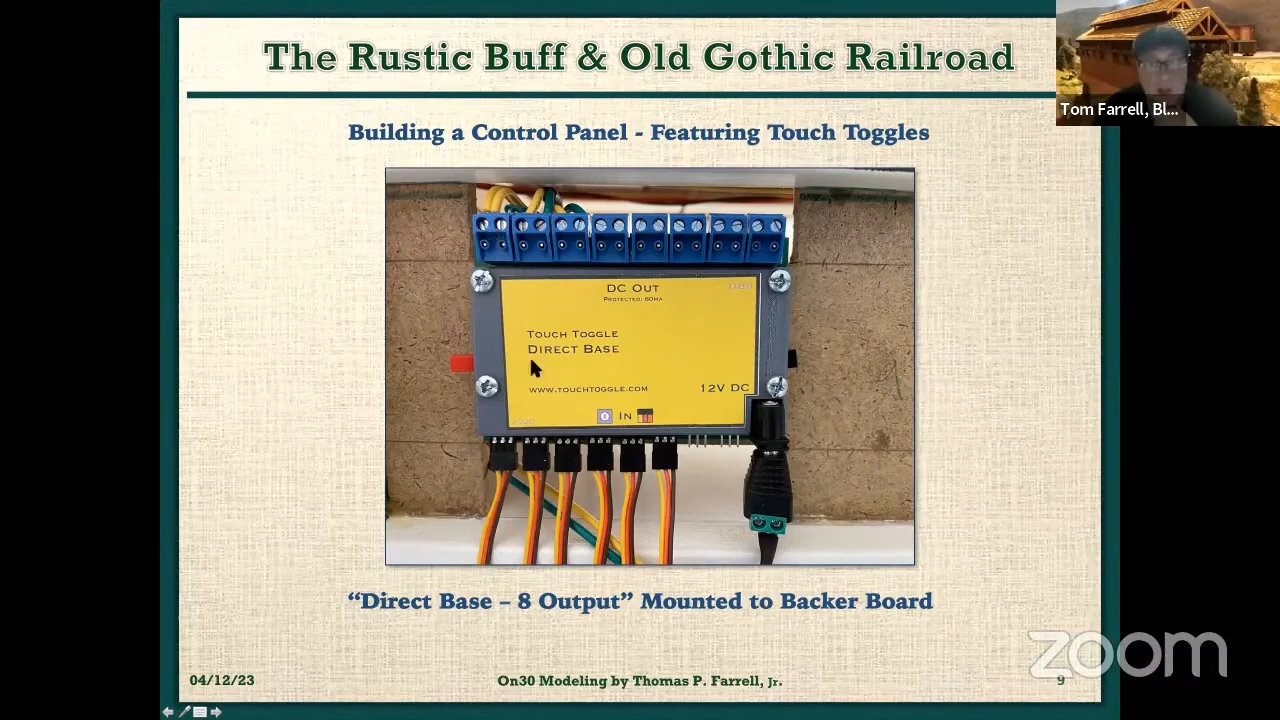 The Rustic Buff & Old Gothic Railroad
Tom Farrell, Bl...
Building a Control Panel - Featuring Touch Toggles
DC Out
Protected: 60ma
Touch Toggle
Direct Base
www.touchtoggle.com
12V DC
In
“Direct Base – 8 Output” Mounted to Backer Board
zoom
04/12/23
On30 Modeling by Thomas P. Farrell, Jr.
9